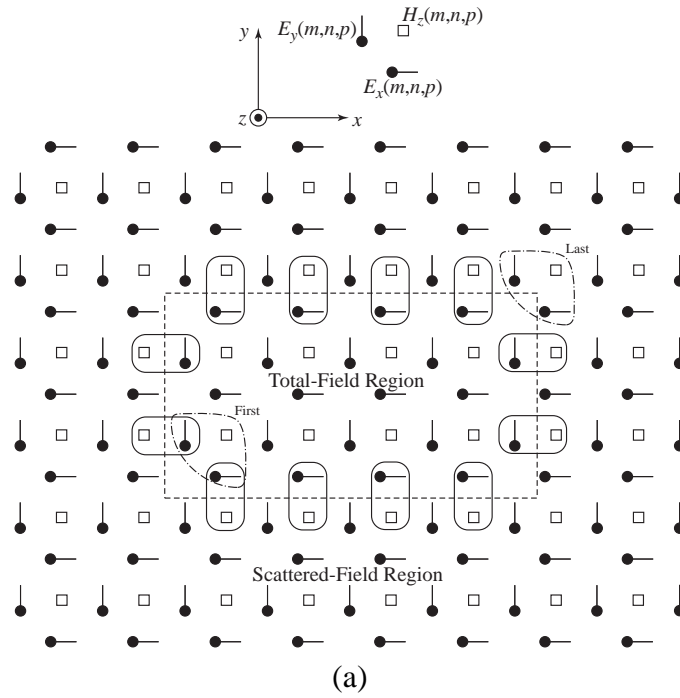 E_y(m,n,p)
H_z(m,n,p)
y
E_x(m,n,p)
z
x
Last
Total-Field Region
First
Scattered-Field Region
(a)